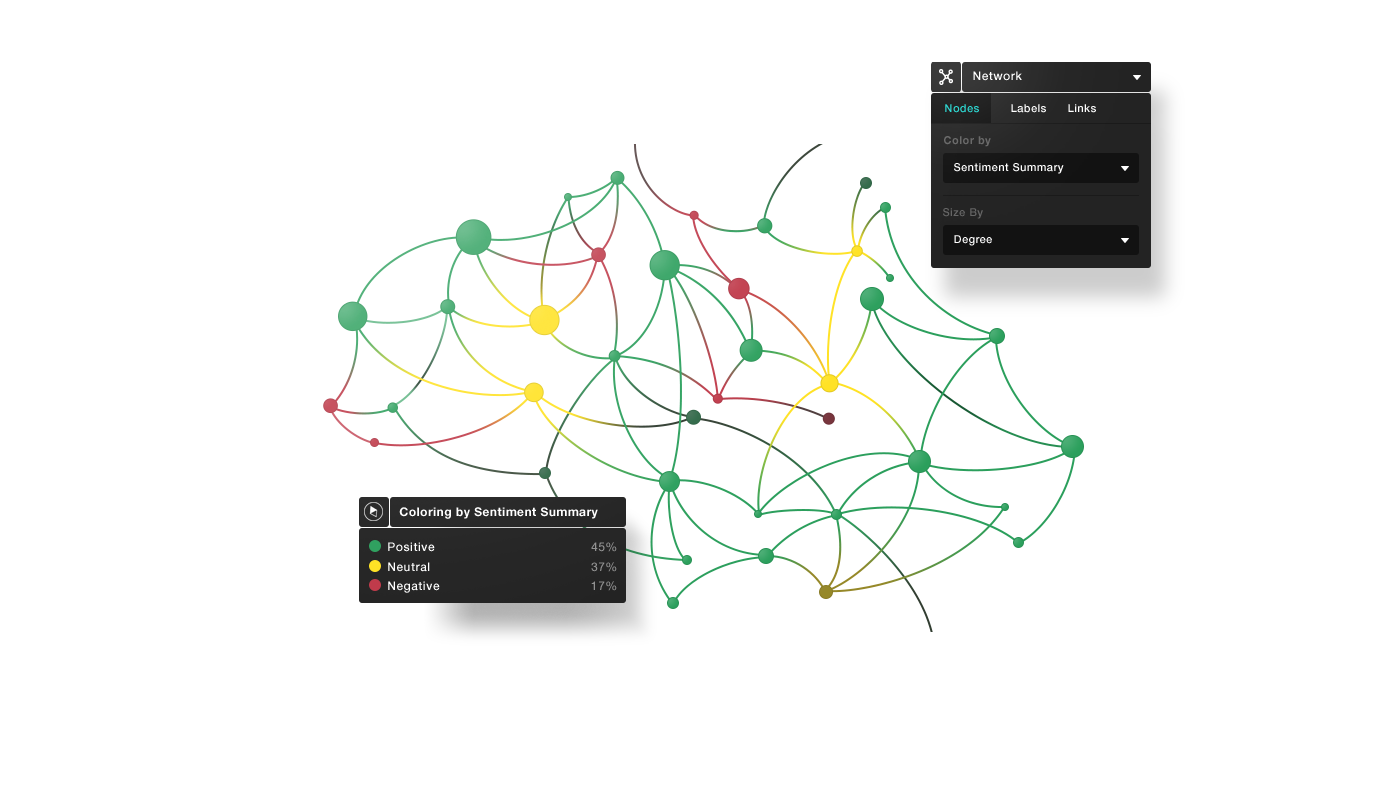 Network
Nodes Labels Links
Color by
Sentiment Summary
Size By
Degree
Coloring by Sentiment Summary
Positive 45%
Neutral 37%
Negative 17%